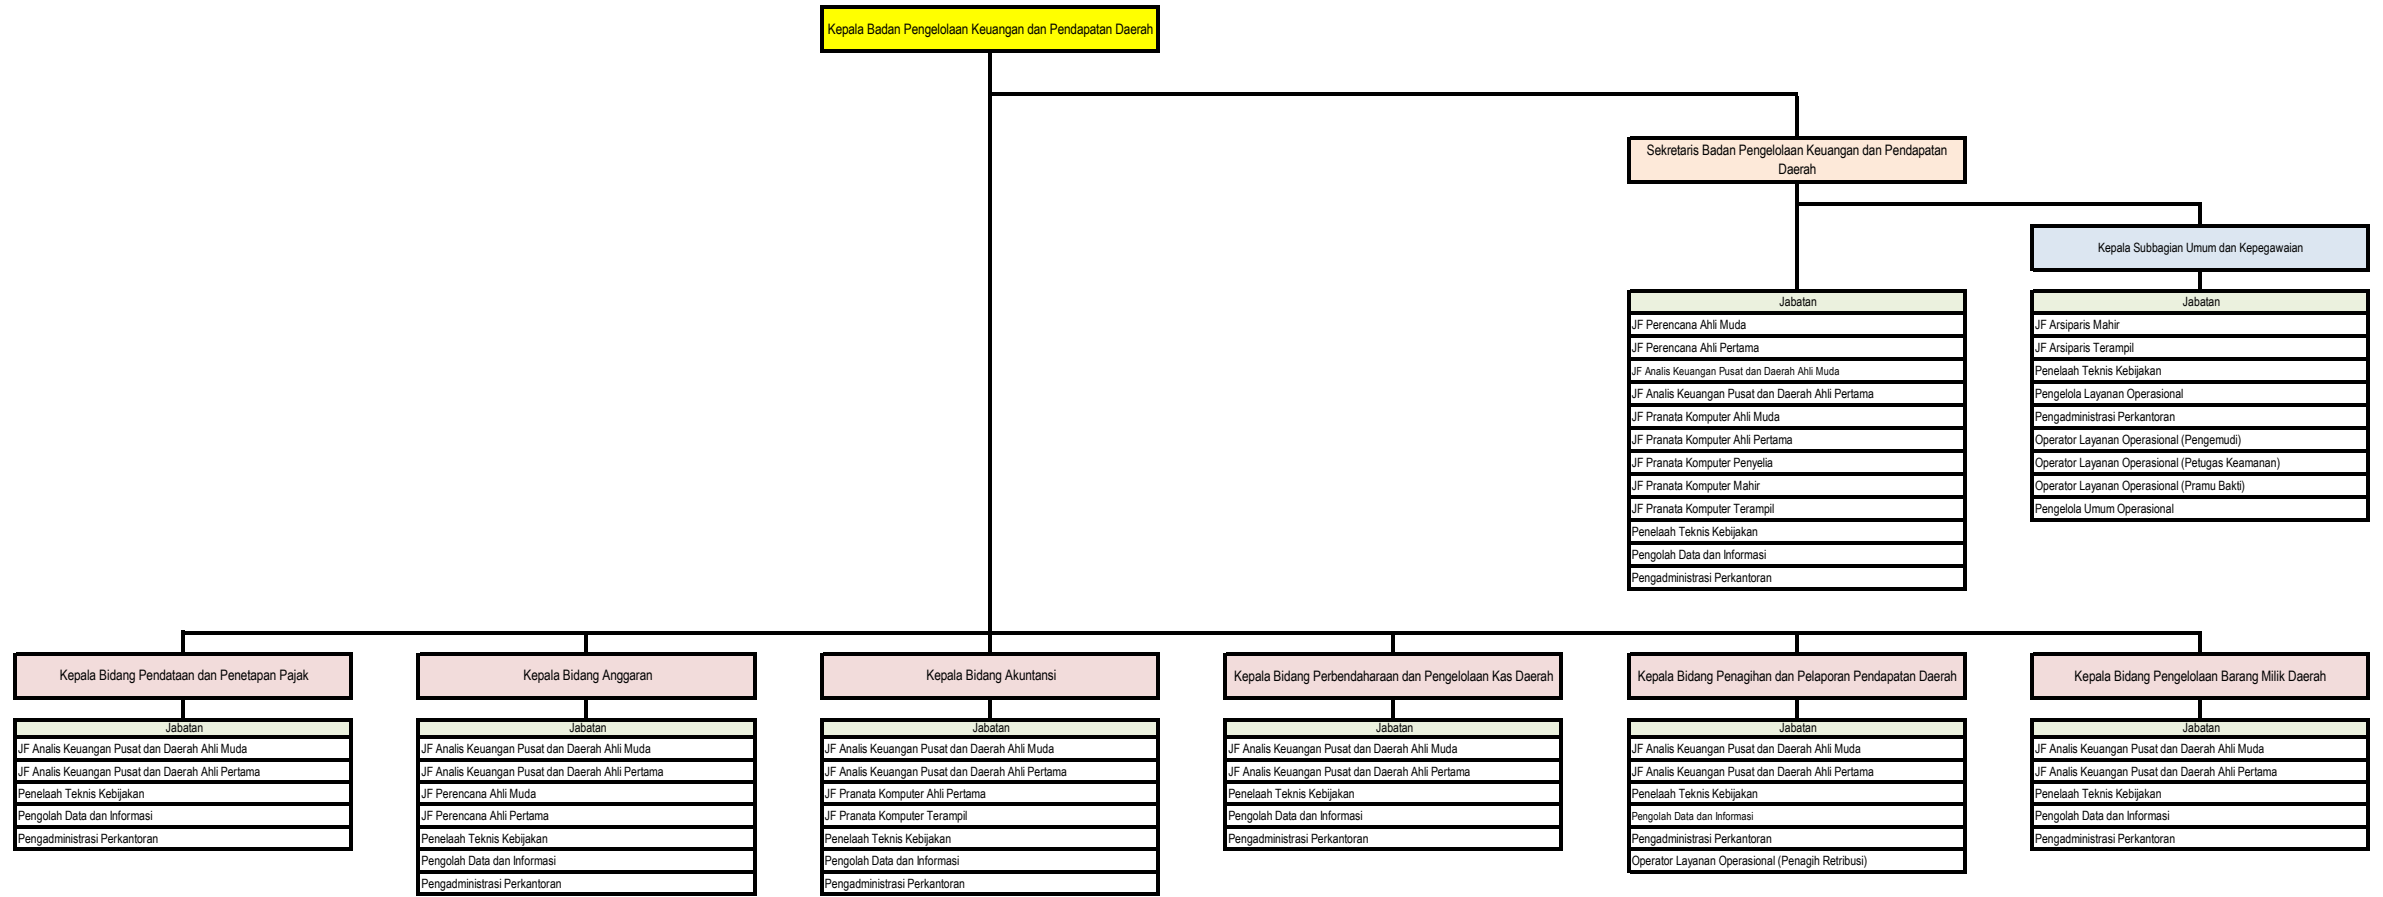 Kepala Badan Pengelolaan Keuangan dan Pendapatan Daerah
Sekretaris Badan Pengelolaan Keuangan dan Pendapatan
Daerah
Kepala Subbagian Umum dan Kepegawaian
Jabatan
JF Perencana Ahli Muda
JF Perencana Ahli Pertama
JF Analis Keuangan Pusat dan Daerah Ahli Muda
JF Analis Keuangan Pusat dan Daerah Ahli Pertama
JF Pranata Komputer Ahli Muda
JF Pranata Komputer Ahli Pertama
JF Pranata Komputer Penyelia
JF Pranata Komputer Mahir
JF Pranata Komputer Terampil
Penelaah Teknis Kebijakan
Pengolah Data dan Informasi
Pengadministrasi Perkantoran
Jabatan
JF Arsiparis Mahir
JF Arsiparis Terampil
Penelaah Teknis Kebijakan
Pengelola Layanan Operasional
Pengadministrasi Perkantoran
Operator Layanan Operasional (Pengemudi)
Operator Layanan Operasional (Petugas Keamanan)
Operator Layanan Operasional (Pramu Bakti)
Pengelola Umum Operasional
Kepala Bidang Pendataan dan Penetapan Pajak
Jabatan
JF Analis Keuangan Pusat dan Daerah Ahli Muda
JF Analis Keuangan Pusat dan Daerah Ahli Pertama
Penelaah Teknis Kebijakan
Pengolah Data dan Informasi
Pengadministrasi Perkantoran
Kepala Bidang Anggaran
Jabatan
JF Analis Keuangan Pusat dan Daerah Ahli Muda
JF Analis Keuangan Pusat dan Daerah Ahli Pertama
JF Perencana Ahli Muda
JF Perencana Ahli Pertama
Penelaah Teknis Kebijakan
Pengolah Data dan Informasi
Pengadministrasi Perkantoran
Kepala Bidang Akuntansi
Jabatan
JF Analis Keuangan Pusat dan Daerah Ahli Muda
JF Analis Keuangan Pusat dan Daerah Ahli Pertama
JF Pranata Komputer Ahli Pertama
JF Pranata Komputer Terampil
Penelaah Teknis Kebijakan
Pengolah Data dan Informasi
Pengadministrasi Perkantoran
Kepala Bidang Perbendaharaan dan Pengelolaan Kas Daerah
Jabatan
JF Analis Keuangan Pusat dan Daerah Ahli Muda
JF Analis Keuangan Pusat dan Daerah Ahli Pertama
Penelaah Teknis Kebijakan
Pengolah Data dan Informasi
Pengadministrasi Perkantoran
Kepala Bidang Penagihan dan Pelaporan Pendapatan Daerah
Jabatan
JF Analis Keuangan Pusat dan Daerah Ahli Muda
JF Analis Keuangan Pusat dan Daerah Ahli Pertama
Penelaah Teknis Kebijakan
Pengolah Data dan Informasi
Pengadministrasi Perkantoran
Operator Layanan Operasional (Penagih Retribusi)
Kepala Bidang Pengelolaan Barang Milik Daerah
Jabatan
JF Analis Keuangan Pusat dan Daerah Ahli Muda
JF Analis Keuangan Pusat dan Daerah Ahli Pertama
Penelaah Teknis Kebijakan
Pengolah Data dan Informasi
Pengadministrasi Perkantoran